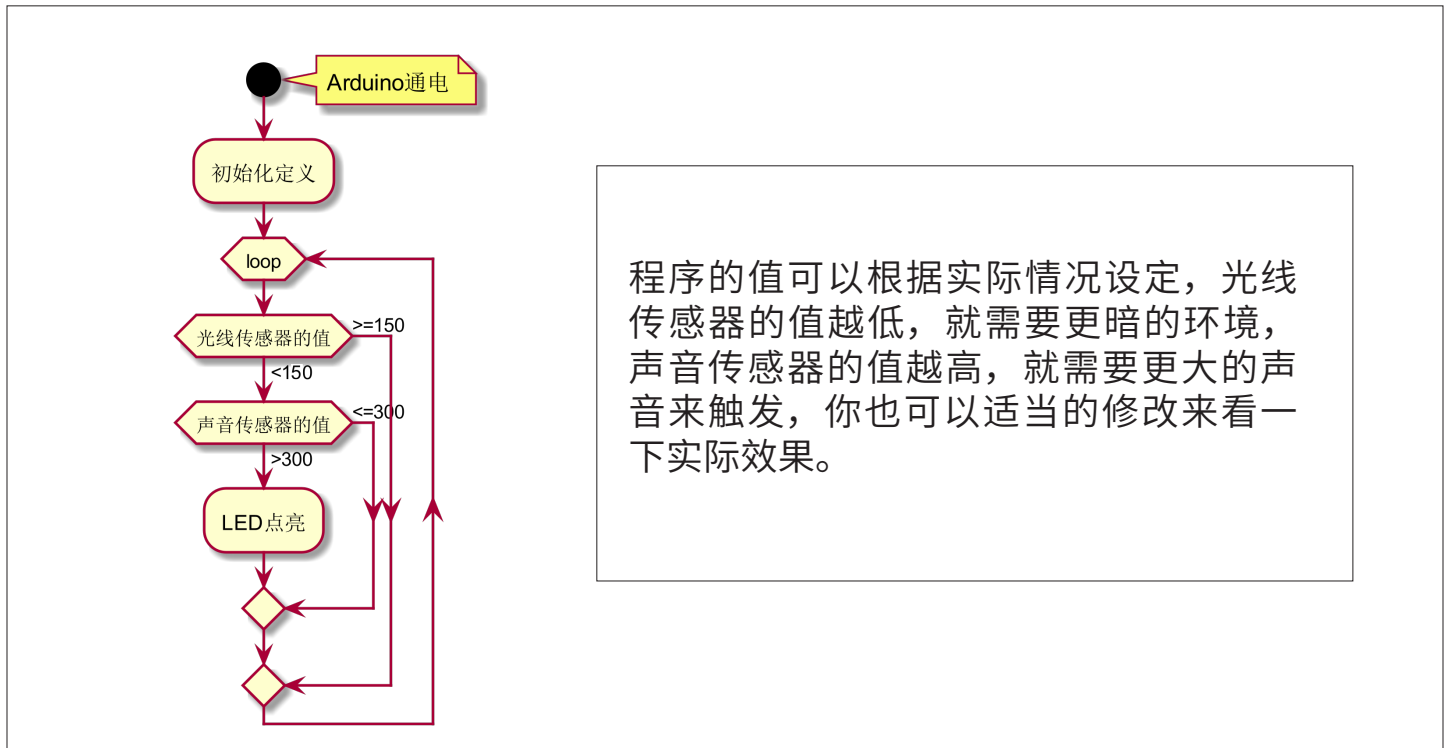 Arduino通电
初始化定义
loop
光线传感器的值
>=150
<150
声音传感器的值
<=300
>300
LED点亮
程序的值可以根据实际情况设定，光线
传感器的值越低，就需要更暗的环境，
声音传感器的值越高，就需要更大的声
音来触发，你也可以适当的修改来看一
下实际效果。